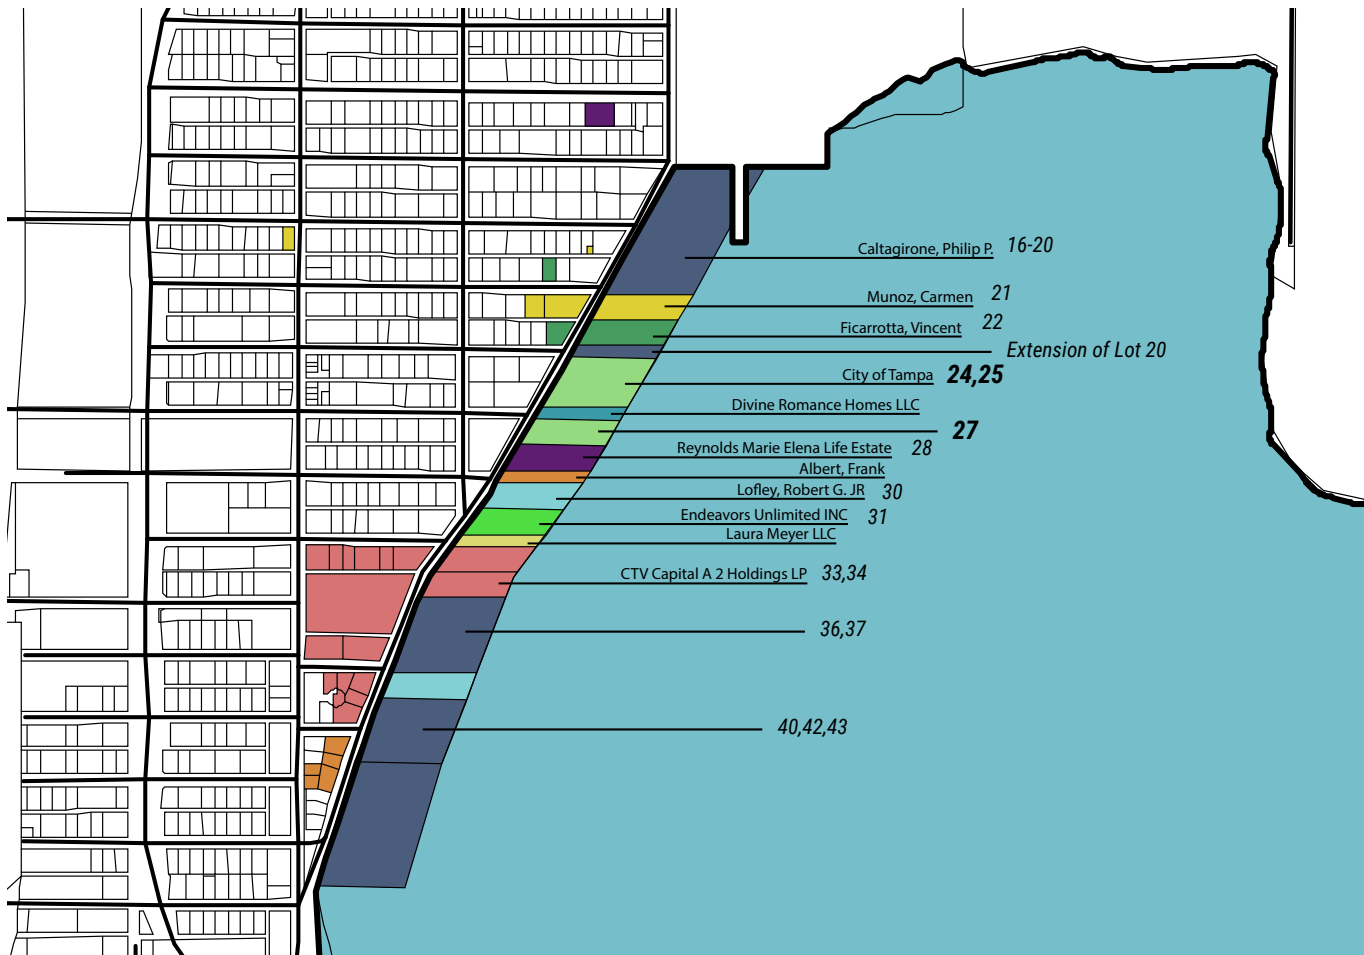 Caltagirone, Philip P. 16-20
Munoz, Carmen 21
Ficarrotta, Vincent 22
Extension of Lot 20
City of Tampa 24,25
Divine Romance Homes LLC
27
Reynolds Marie Elena Life Estate 28
Albert, Frank
Lofley, Robert G. JR 30
Endeavors Unlimited INC 31
Laura Meyer LLC
CTV Capital A 2 Holdings LP 33,34
36,37
40,42,43